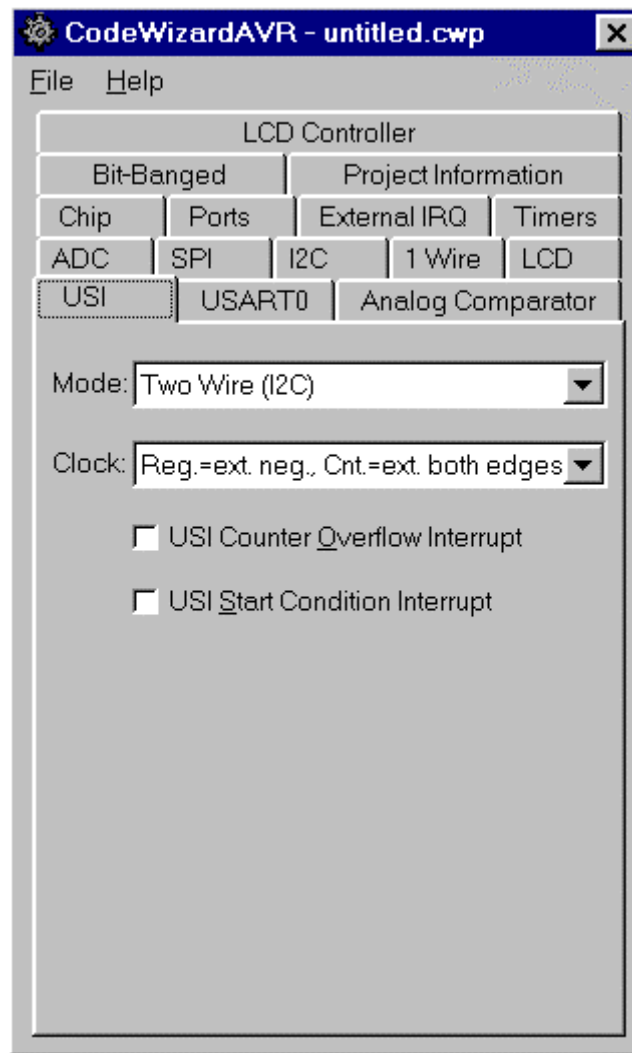 CodeWizardAVR - untitled.cwp
File Help
LCD Controller
Bit-Banged Project Information
Chip Ports External IRQ Timers
ADC SPI I2C 1 Wire LCD
USI USART0 Analog Comparator
Mode: Two Wire (I2C)
Clock: Reg.=ext. neg., Cnt.=ext. both edges
USI Counter Overflow Interrupt
USI Start Condition Interrupt